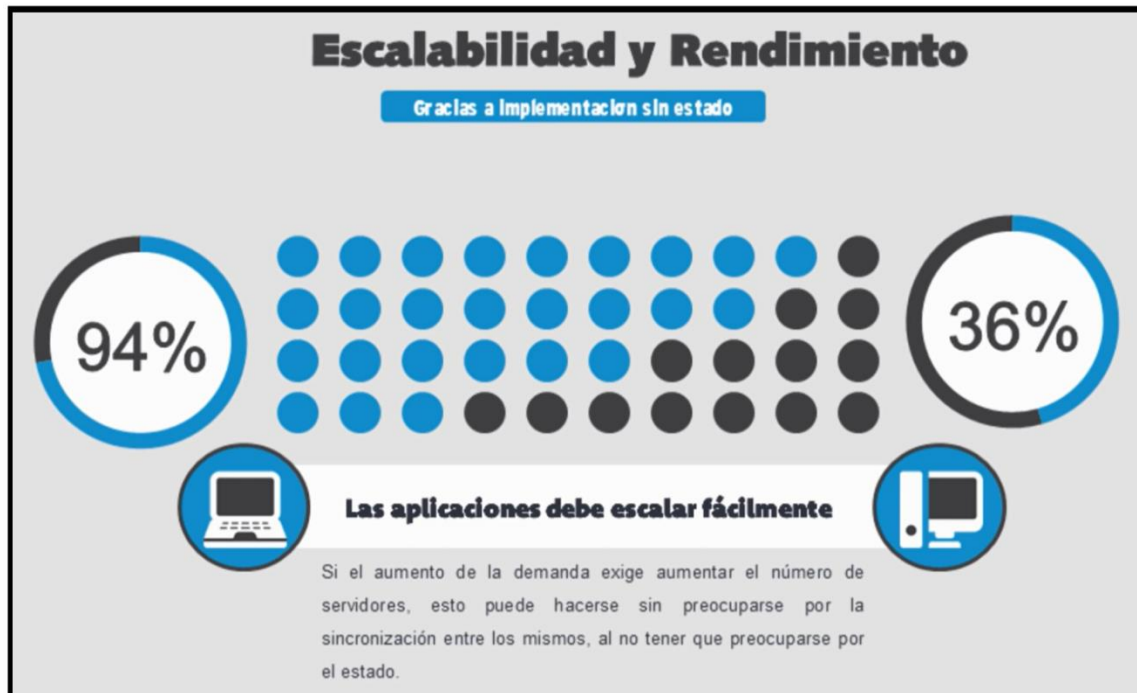 Escalabilidad y Rendimiento
Gracias a implementacion sin estado
94%
36%
Las aplicaciones debe escalar fácilmente
Si el aumento de la demanda exige aumentar el número de
servidores, esto puede hacerse sin preocuparse por la
sincronización entre los mismos, al no tener que preocuparse por
el estado.